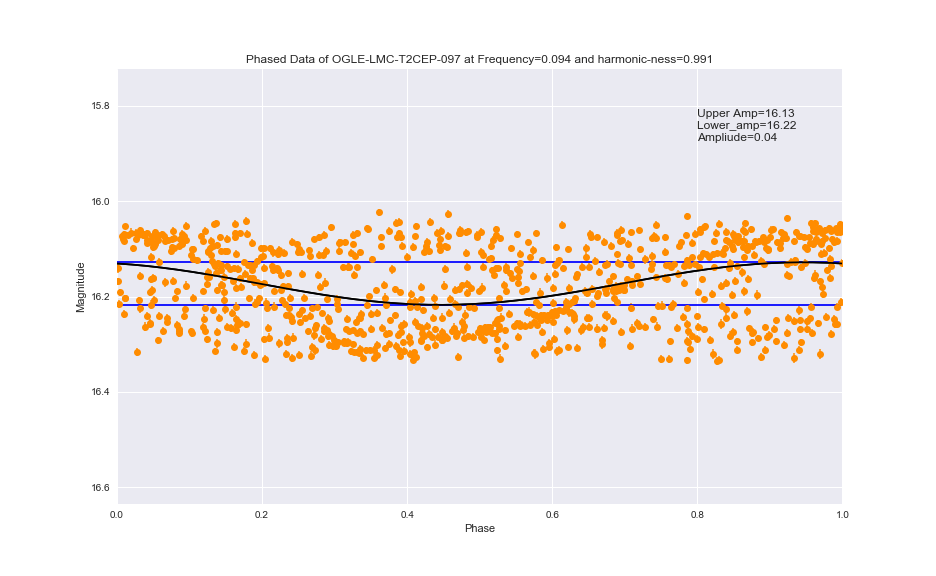 Phased Data of OGLE-LMC-T2CEP-097 at Frequency=0.094 and harmonic-ness=0.991
15.8
Upper Amp=16.13
Lower_amp=16.22
Ampliude=0.04
16.0
16.2
16.4
16.6
Magnitude
0.0 0.2 0.4 0.6 0.8 1.0
Phase